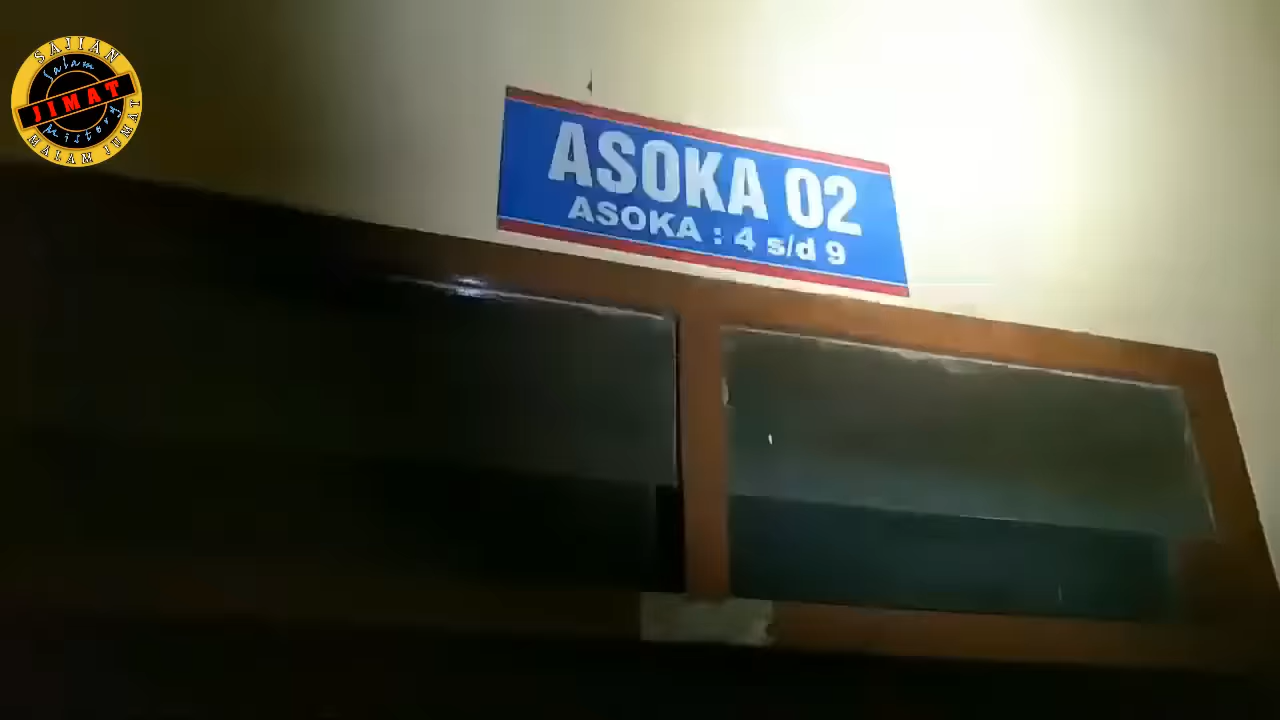 SAJIAN
Salam
JIMAT
Mistery
MALAM JUMAT
ASOKA 02
ASOKA : 4 s/d 9